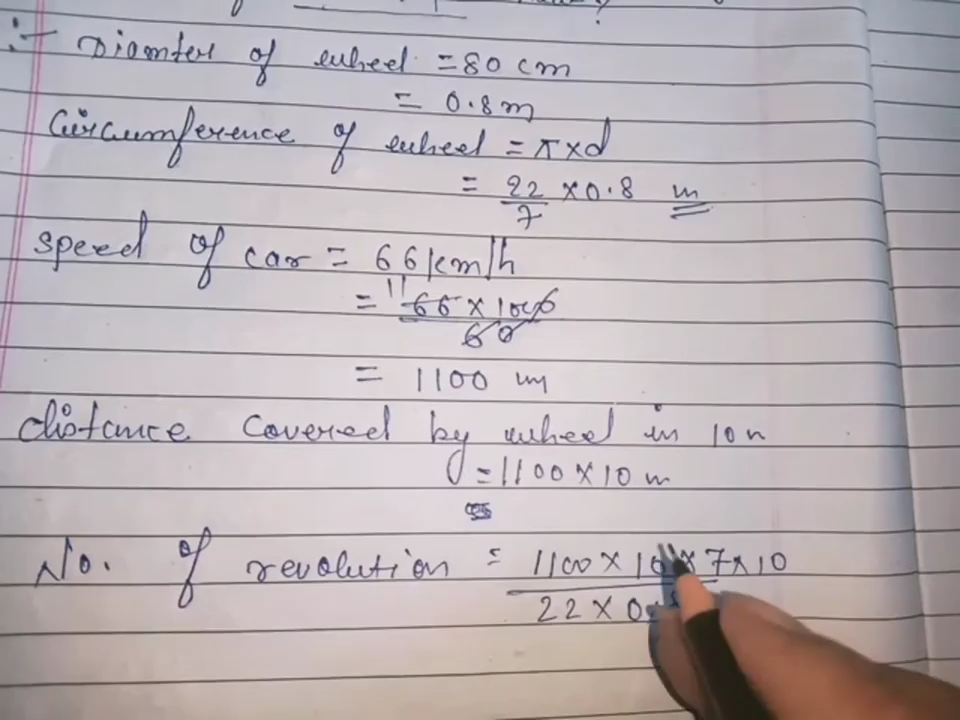 :- Diamter of wheel = 80 cm
= 0.8 m
Circumference of wheel = π×d
= 22/7 × 0.8 m
Speed of car = 66 km/h
= 11 66 × 1000 / 60
= 1100 m
distance covered by wheel in 10 m
= 1100 × 10 m
No. of revolution = 1100 × 10 × 7 × 10 / 22 × 0.